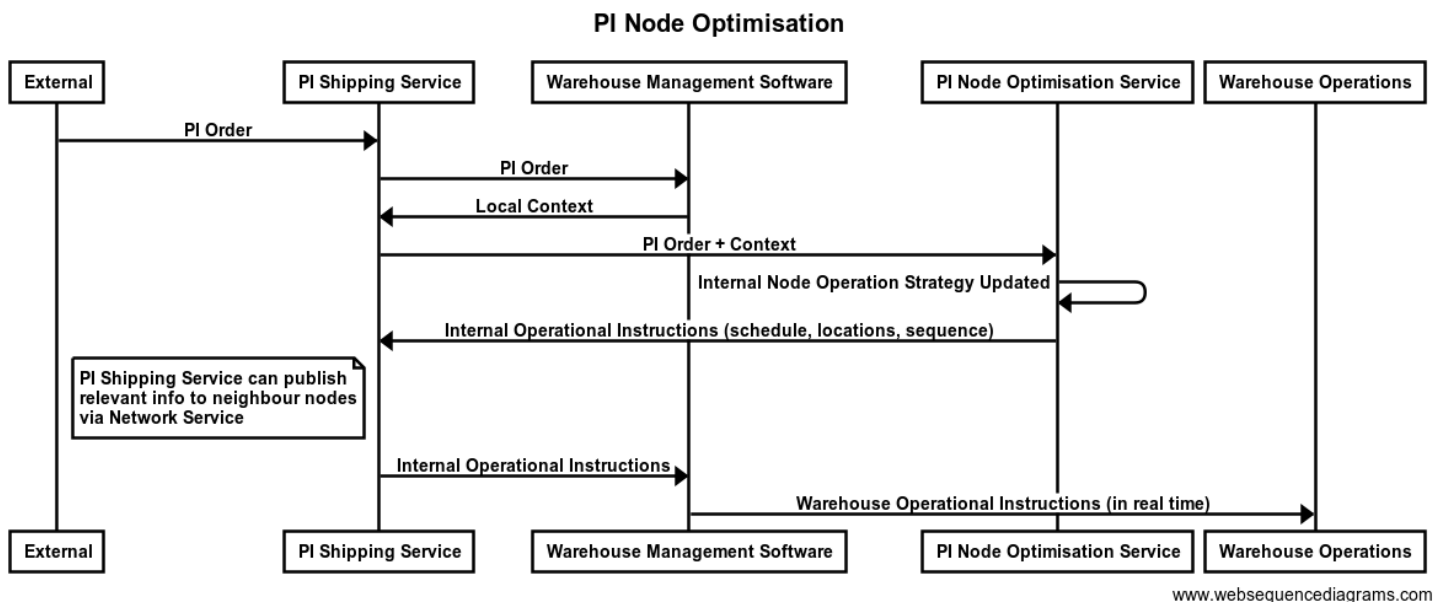 PI Node Optimisation
External
PI Shipping Service
Warehouse Management Software
PI Node Optimisation Service
Warehouse Operations
PI Order
PI Order
Local Context
PI Order + Context
Internal Node Operation Strategy Updated
Internal Operational Instructions (schedule, locations, sequence)
PI Shipping Service can publish
relevant info to neighbour nodes
via Network Service
Internal Operational Instructions
Warehouse Operational Instructions (in real time)
External
PI Shipping Service
Warehouse Management Software
PI Node Optimisation Service
Warehouse Operations
www.websequencediagrams.com